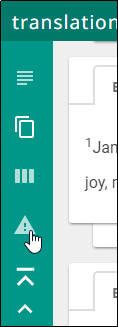 translation
1Jam
joy, r